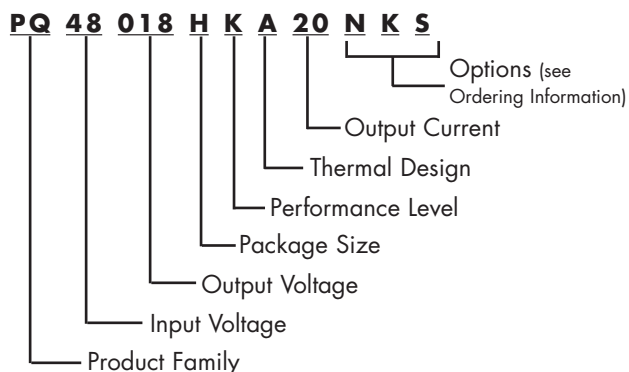 PQ 48 018 H K A 20 N K S
Options (see
Ordering Information)
Output Current
Thermal Design
Performance Level
Package Size
Output Voltage
Input Voltage
Product Family